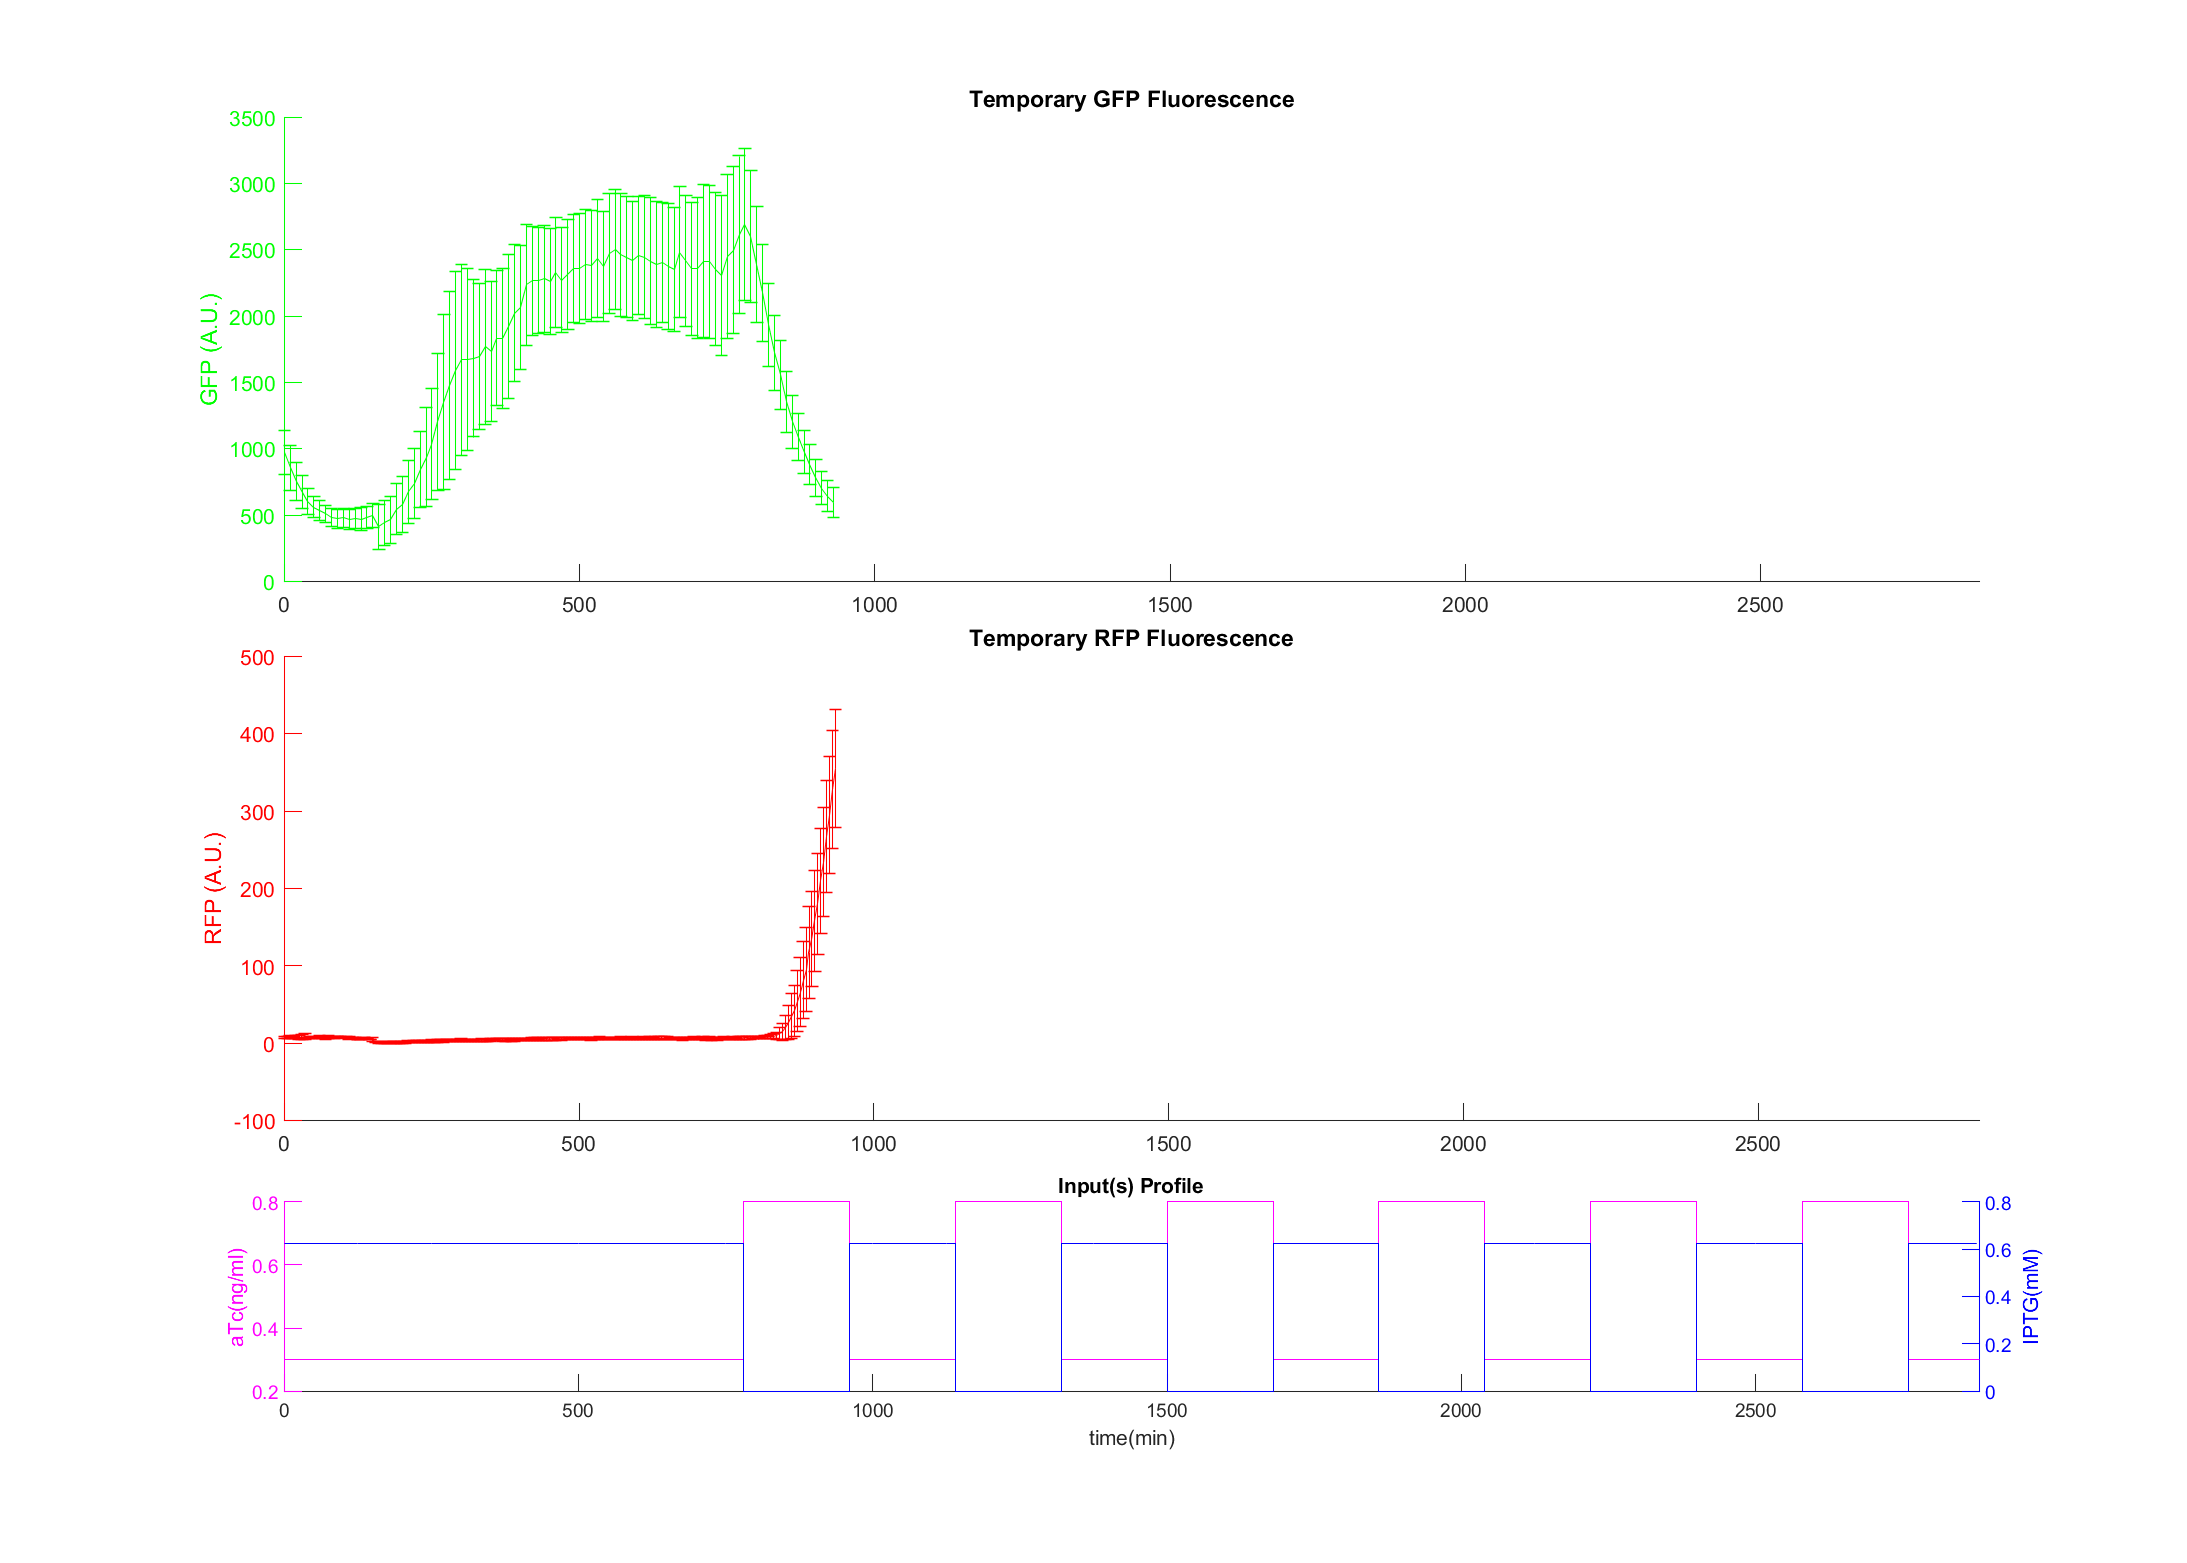 Temporary GFP Fluorescence
GFP (A.U.)
3500
3000
2500
2000
1500
1000
500
0
0 500 1000 1500 2000 2500
Temporary RFP Fluorescence
RFP (A.U.)
500
400
300
200
100
0
-100
0 500 1000 1500 2000 2500
Input(s) Profile
aTc(ng/ml)
0.8
0.6
0.4
0.2
0.8
0.6
0.4
0.2
0
IPTG(mM)
0 500 1000 1500 2000 2500
time(min)